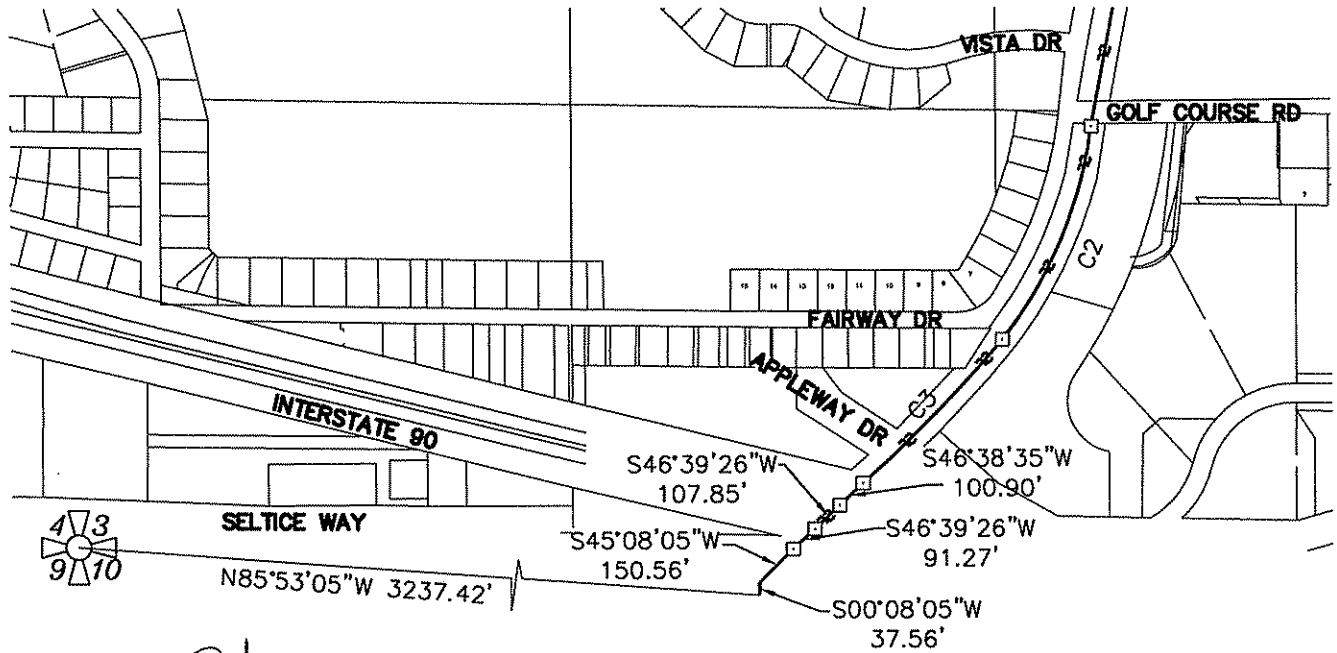 VISTA DR
GOLF COURSE RD
C2
FAIRWAY DR
APPLEWAY DR
C3
INTERSTATE 90
S46°39'26"W
107.85'
S46°38'35"W
100.90'
SELTICE WAY
S45°08'05"W
150.56'
S46°39'26"W
91.27'
4 3
9 10
N85°53'05"W 3237.42'
S00°08'05"W
37.56'